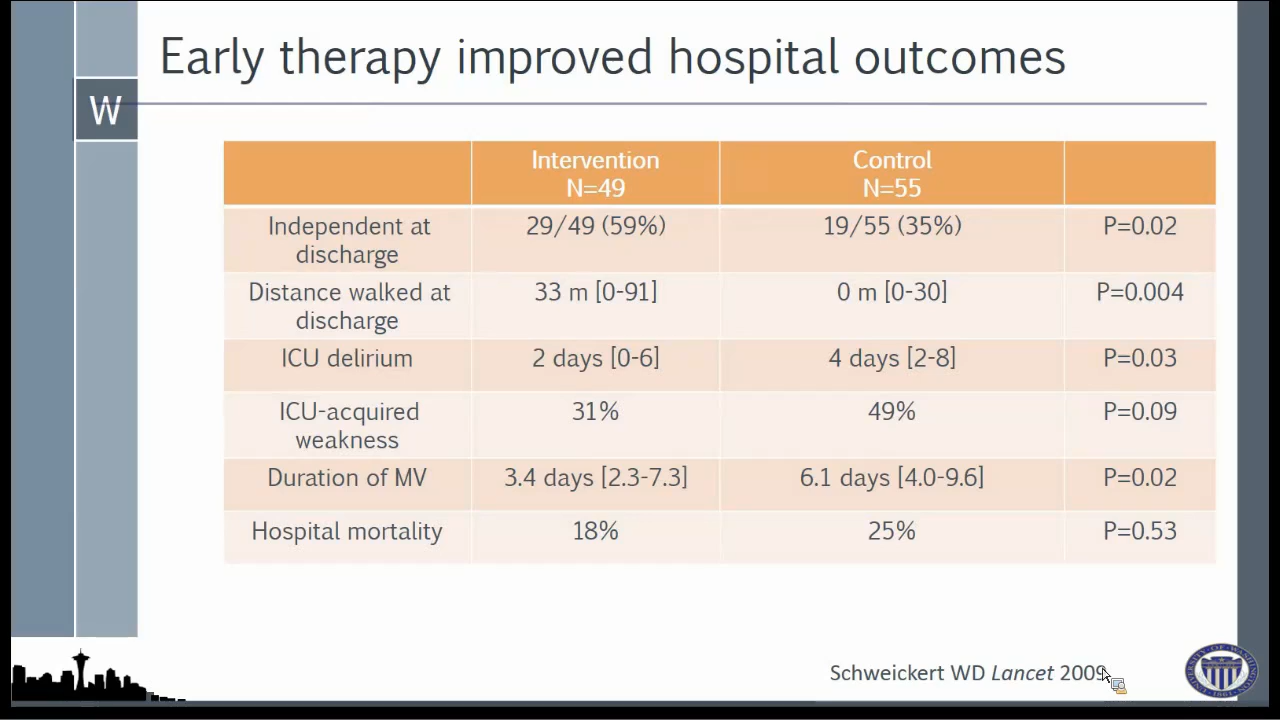 Early therapy improved hospital outcomes
W
Intervention
N=49
Control
N=55
Independent at
discharge
29/49 (59%)
19/55 (35%)
P=0.02
Distance walked at
discharge
33 m [0-91]
0 m [0-30]
P=0.004
ICU delirium
2 days [0-6]
4 days [2-8]
P=0.03
ICU-acquired
weakness
31%
49%
P=0.09
Duration of MV
3.4 days [2.3-7.3]
6.1 days [4.0-9.6]
P=0.02
Hospital mortality
18%
25%
P=0.53
Schweickert WD Lancet 2009
UNIVERSITY OF WASHINGTON
1861